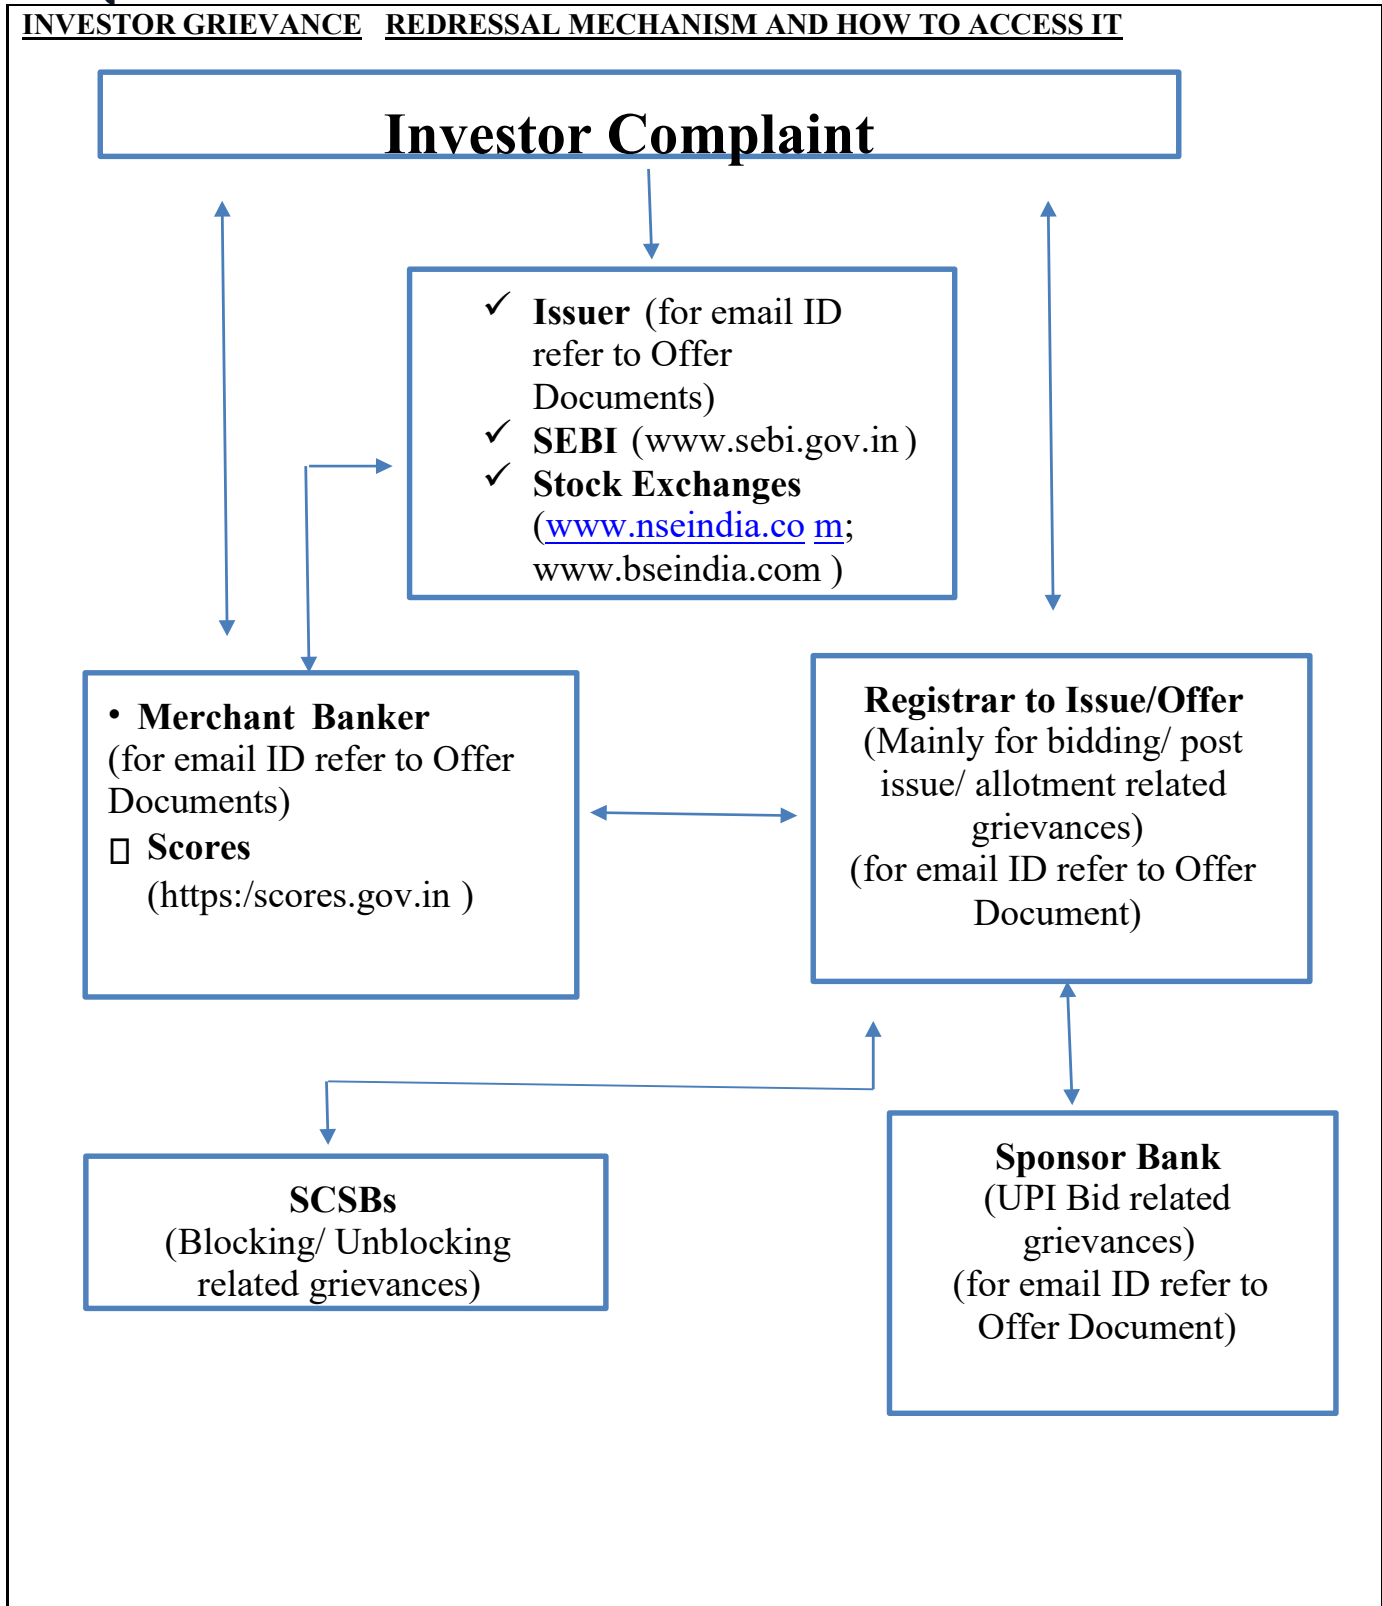 INVESTOR GRIEVANCE REDRESSAL MECHANISM AND HOW TO ACCESS IT
Investor Complaint
✓ Issuer (for email ID
refer to Offer
Documents)
✓ SEBI (www.sebi.gov.in )
✓ Stock Exchanges
(www.nseindia.co m;
www.bseindia.com )
• Merchant Banker
(for email ID refer to Offer
Documents)
▯ Scores
(https:/scores.gov.in )
Registrar to Issue/Offer
(Mainly for bidding/ post
issue/ allotment related
grievances)
(for email ID refer to Offer
Document)
SCSBs
(Blocking/ Unblocking
related grievances)
Sponsor Bank
(UPI Bid related
grievances)
(for email ID refer to
Offer Document)